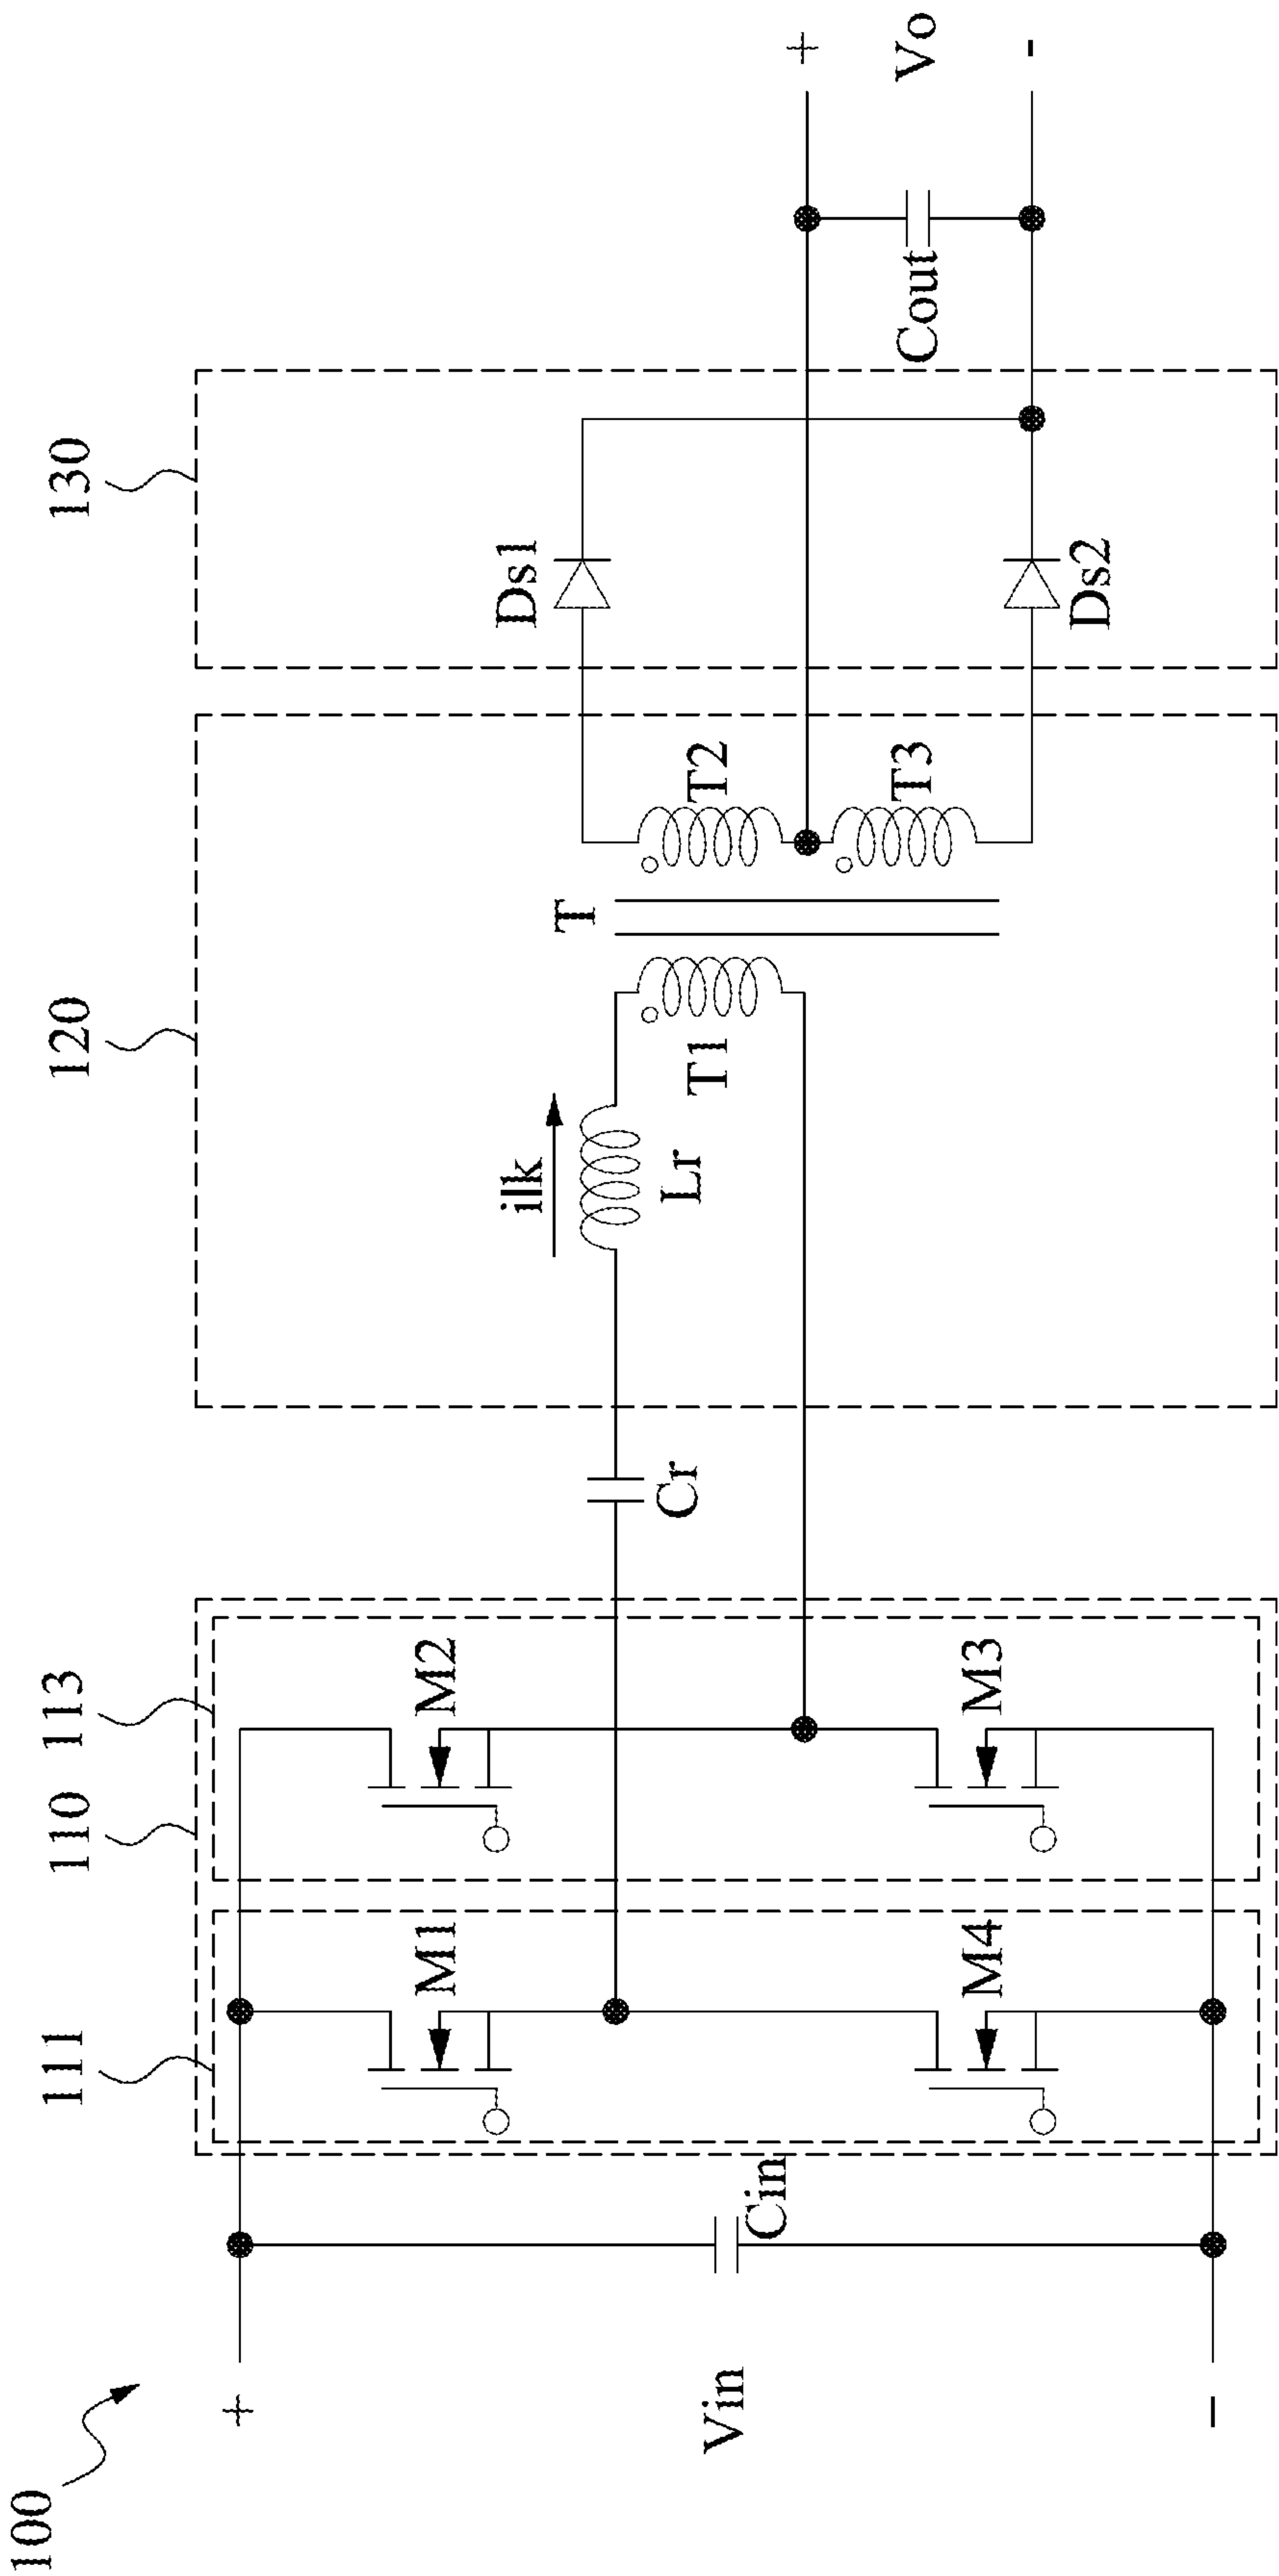 100
111
110
113
120
130
+
Vin
−
Cin
M1
M4
M2
M3
Cr
ilk
Lr
T1
T
T2
T3
Ds1
Ds2
Cout
+
Vo
-